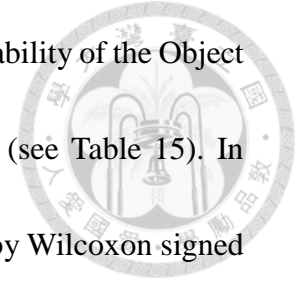 ability of the Object
(see Table 15). In
by Wilcoxon signed